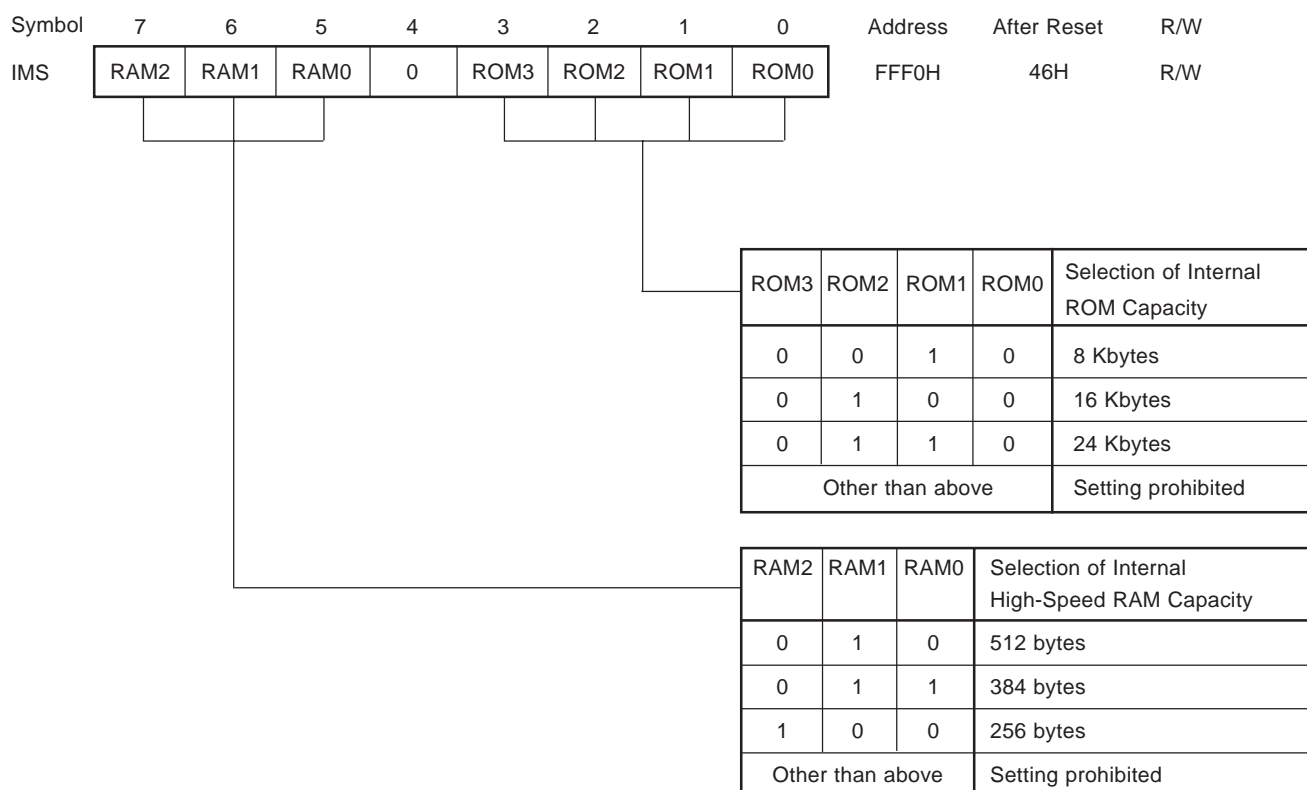 Symbol 7 6 5 4 3 2 1 0 Address After Reset R/W
IMS RAM2 RAM1 RAM0 0 ROM3 ROM2 ROM1 ROM0 FFF0H 46H R/W
ROM3 ROM2 ROM1 ROM0 Selection of Internal
ROM Capacity
0 0 1 0 8 Kbytes
0 1 0 0 16 Kbytes
0 1 1 0 24 Kbytes
Other than above Setting prohibited
RAM2 RAM1 RAM0 Selection of Internal
High-Speed RAM Capacity
0 1 0 512 bytes
0 1 1 384 bytes
1 0 0 256 bytes
Other than above Setting prohibited